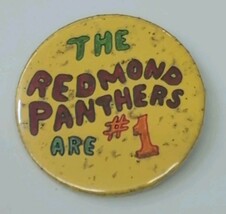 THE
REDMOND
PANTHERS
ARE #1